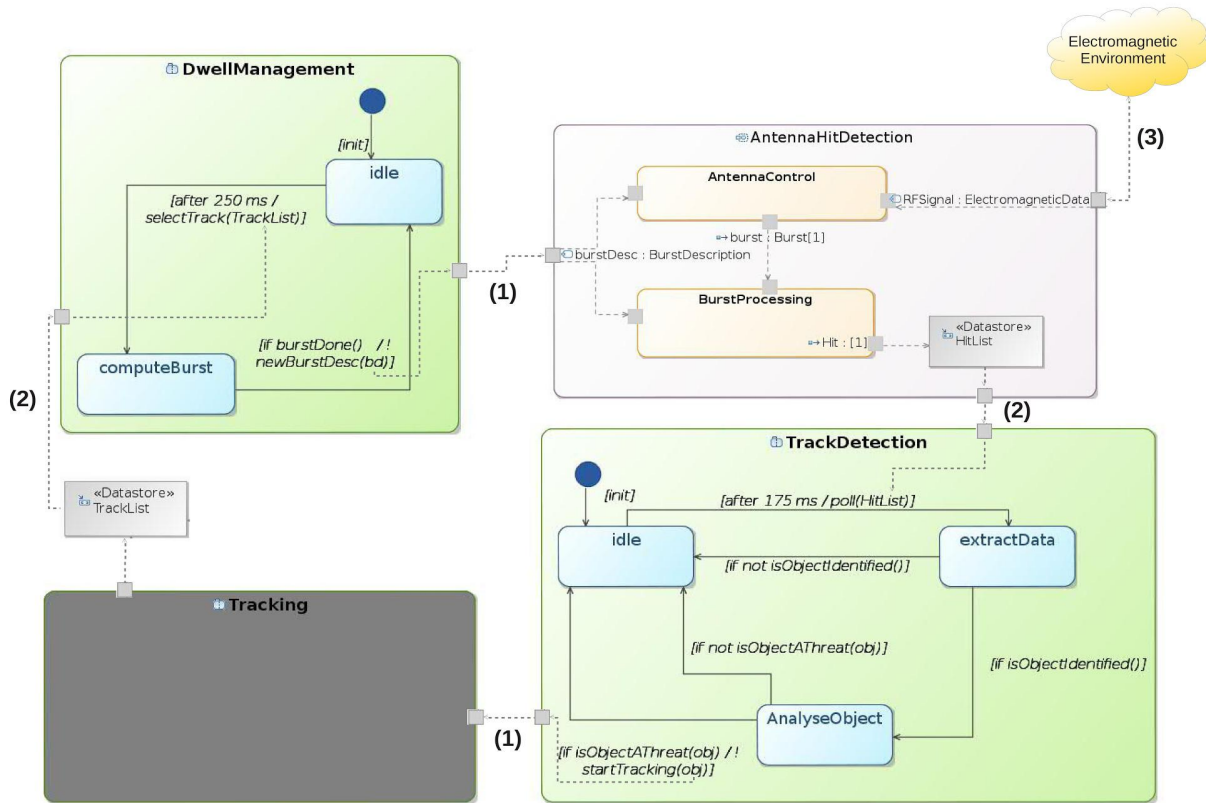 Electromagnetic
Environment
(3)
DwellManagement
[init]
idle
[after 250 ms /
selectTrack(TrackList)]
[if burstDone() / !
newBurstDesc(bd)]
computeBurst
(1)
(2)
AntennaHitDetection
AntennaControl
RFSignal : ElectromagneticData
burst : Burst[1]
burstDesc : BurstDescription
BurstProcessing
Hit : [1]
«Datastore»
HitList
(2)
«Datastore»
TrackList
Tracking
(1)
TrackDetection
[init]
[after 175 ms / poll(HitList)]
idle
extractData
[if not isObjectIdentified()]
[if not isObjectAThreat(obj)]
[if isObjectIdentified()]
AnalyseObject
[if isObjectAThreat(obj) / !
startTracking(obj)]